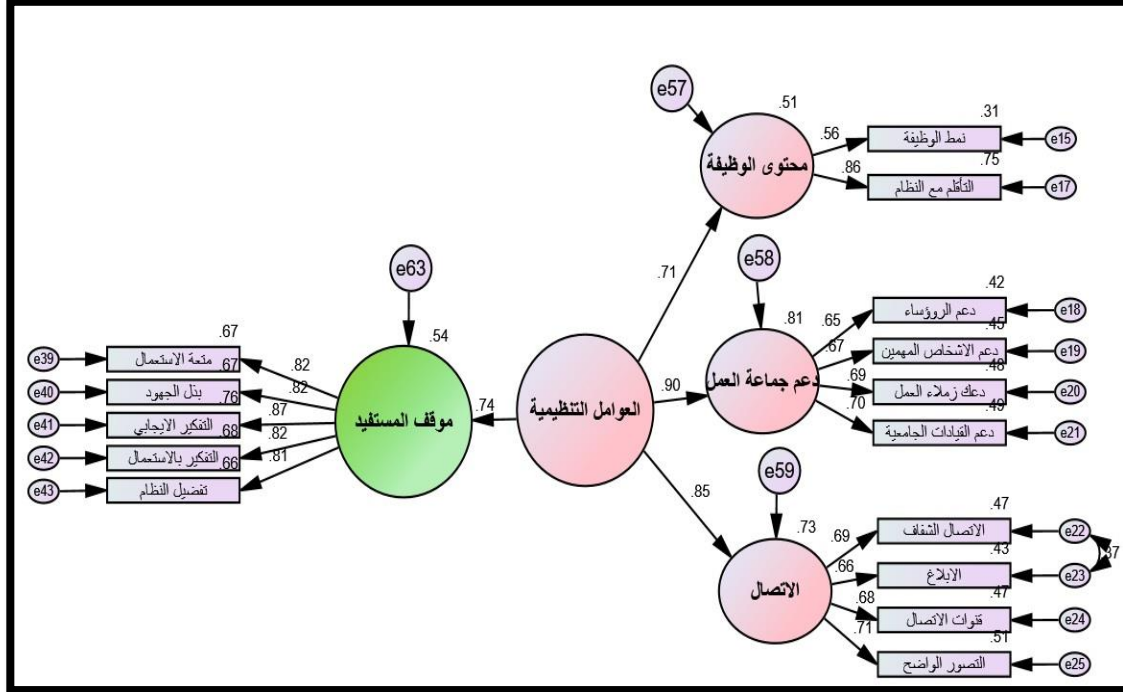 e57
.51
محتوى الوظيفة
.56
.86
.31
نمط الوظيفة
e15
.75
التأقلم مع النظام
e17
.71
e58
.81
دعم جماعة العمل
.90
.65
.67
.69
.70
.42
دعم الروؤساء
e18
.45
دعم الاشخاص المهمين
e19
.48
دعك زملاء العمل
e20
.49
دعم القيادات الجامعية
e21
e63
.54
موقف المستفيد
.74
العوامل التنظيمية
.67
متعة الاستعمال
e39
.82
.67
بذل الجهود
e40
.82
.76
التفكير الايجابي
e41
.87
.68
التفكير بالاستعمال
e42
.82
.66
تفضيل النظام
e43
.81
.85
e59
.73
الاتصال
.69
.66
.68
.71
.47
الاتصال الشفاف
e22
.37
.43
الابلاغ
e23
.47
قنوات الاتصال
e24
.51
التصور الواضح
e25